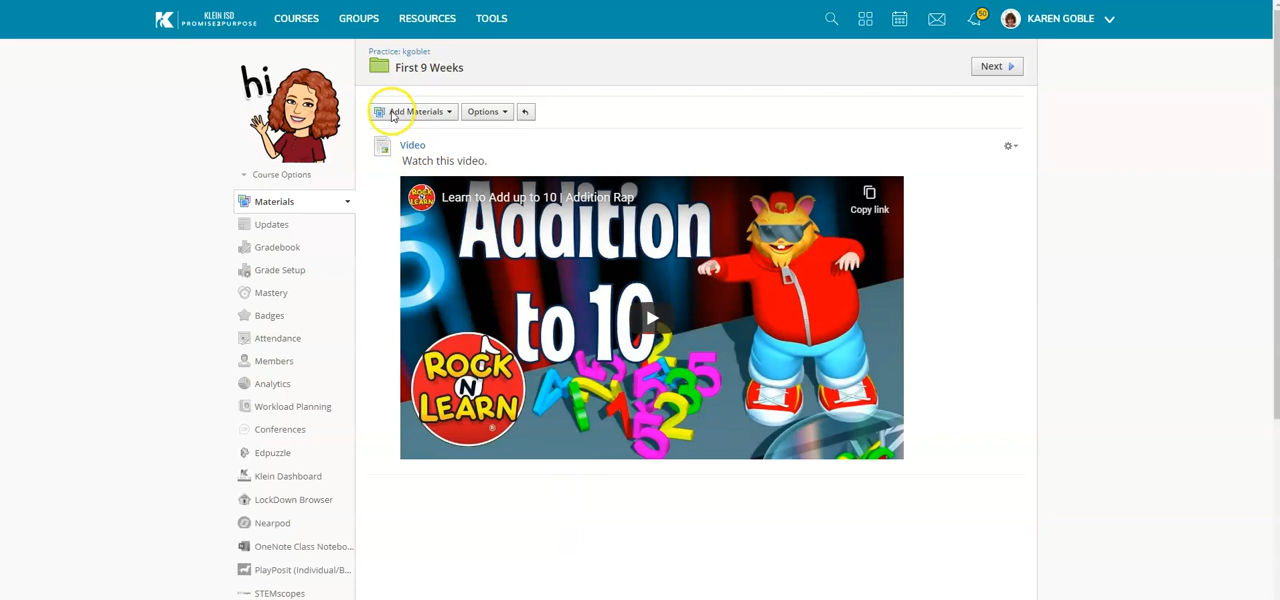 KLEIN ISD
PROMISE2PURPOSE
COURSES
GROUPS
RESOURCES
TOOLS
50
KAREN GOBLE
hi
Course Options
Materials
Updates
Gradebook
Grade Setup
Mastery
Badges
Attendance
Members
Analytics
Workload Planning
Conferences
Edpuzzle
Klein Dashboard
LockDown Browser
Nearpod
OneNote Class Notebo...
PlayPosit (Individual/B...
STEMscopes
Practice: kgoblet
First 9 Weeks
Next
Add Materials
Options
Video
Watch this video.
ROCK N LEARN
Learn to Add up to 10 | Addition Rap
Copy link
Addition
to 10
ROCK
N
LEARN
®